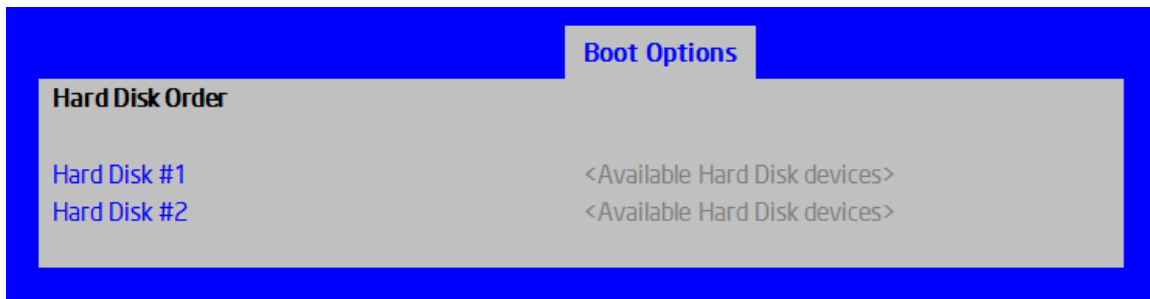 Boot Options
Hard Disk Order
Hard Disk #1 <Available Hard Disk devices>
Hard Disk #2 <Available Hard Disk devices>